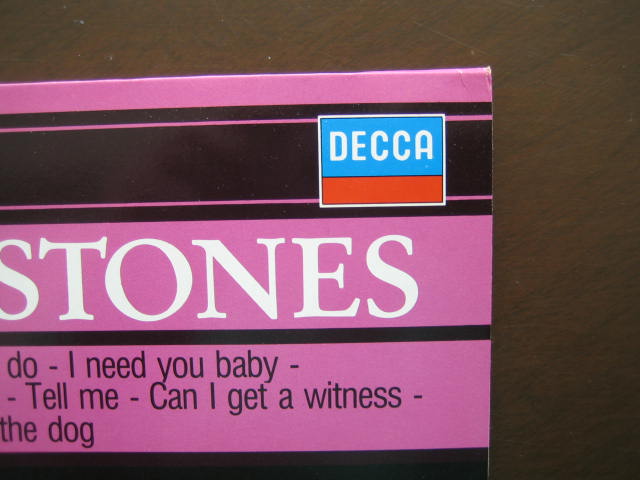 DECCA
STONES
do - I need you baby -
- Tell me - Can I get a witness -
the dog